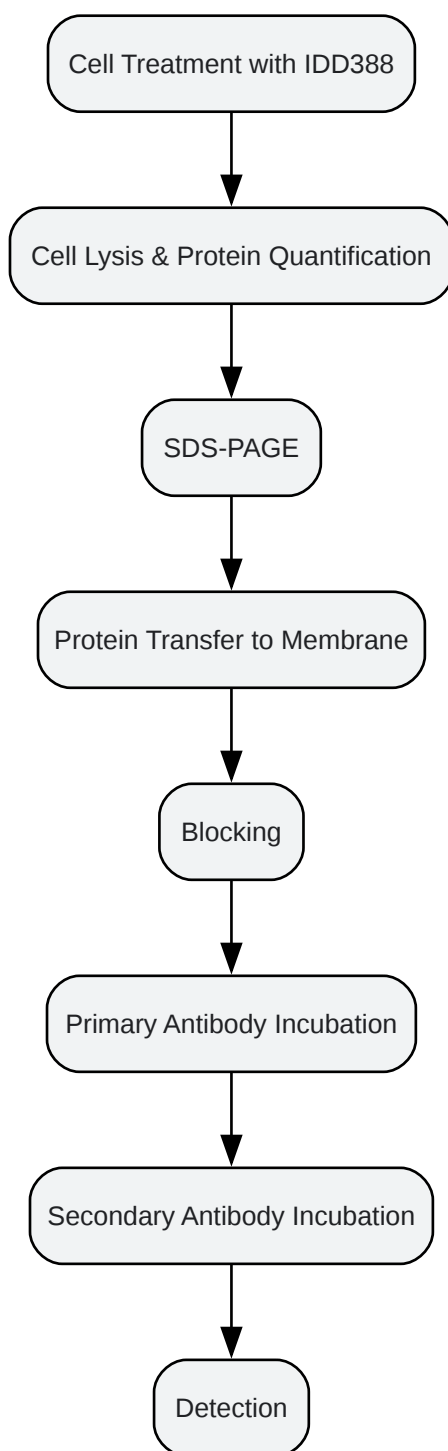 Cell Treatment with IDD388
Cell Lysis & Protein Quantification
SDS-PAGE
Protein Transfer to Membrane
Blocking
Primary Antibody Incubation
Secondary Antibody Incubation
Detection